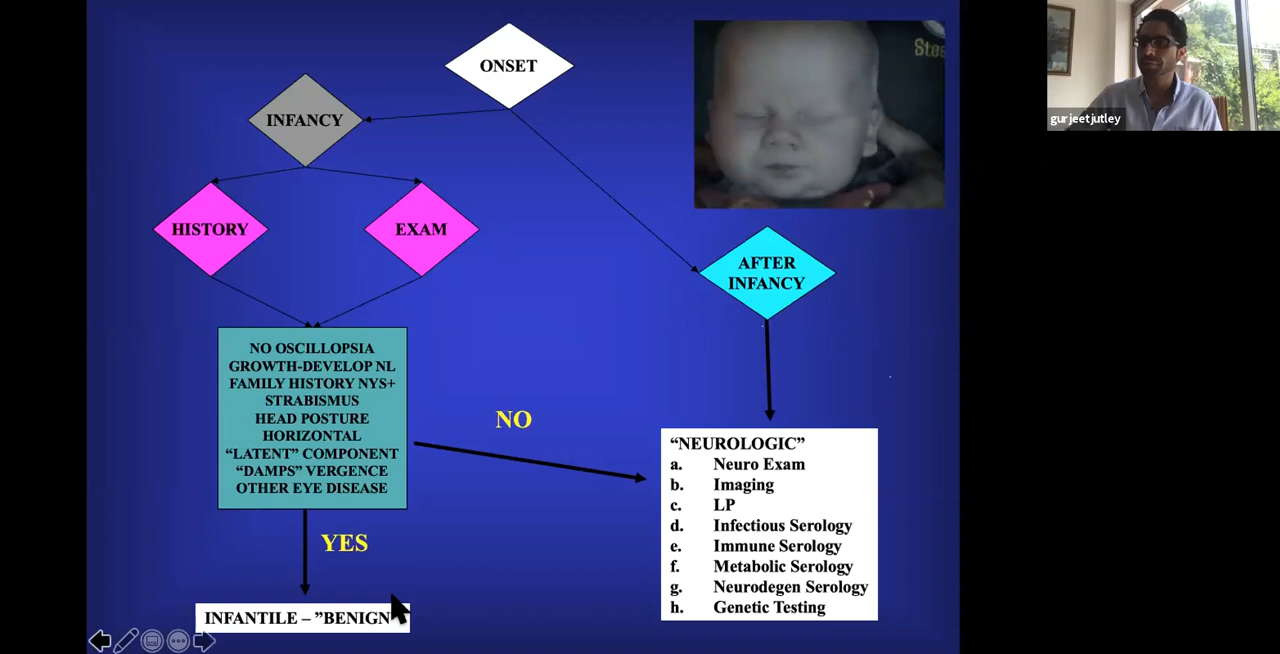 ONSET
Stee
gurjeetjutley
INFANCY
HISTORY
EXAM
AFTER
INFANCY
NO OSCILLOPSIA
GROWTH-DEVELOP NL
FAMILY HISTORY NYS+
STRABISMUS
HEAD POSTURE
HORIZONTAL
“LATENT” COMPONENT
“DAMPS” VERGENCE
OTHER EYE DISEASE
NO
YES
INFANTILE – ”BENIGN
“NEUROLOGIC”
a. Neuro Exam
b. Imaging
c. LP
d. Infectious Serology
e. Immune Serology
f. Metabolic Serology
g. Neurodegen Serology
h. Genetic Testing